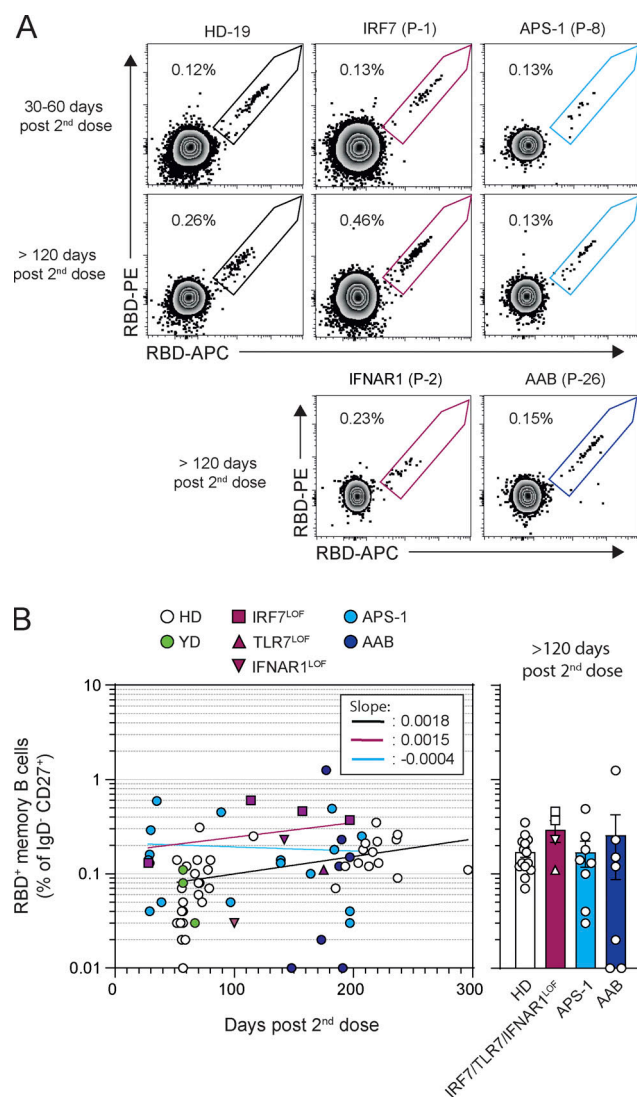 A
HD-19
IRF7 (P-1)
APS-1 (P-8)
30-60 days
post 2nd dose
0.12%
0.13%
0.13%
> 120 days
post 2nd dose
0.26%
0.46%
0.13%
RBD-PE
RBD-APC
IFNAR1 (P-2)
AAB (P-26)
> 120 days
post 2nd dose
0.23%
0.15%
RBD-PE
RBD-APC
B
HD
IRF7LOF
APS-1
YD
TLR7LOF
AAB
IFNAR1LOF
>120 days
post 2nd dose
Slope:
: 0.0018
: 0.0015
: -0.0004
RBD+ memory B cells
(% of IgD- CD27+)
10
1
0.1
0.01
0
100
200
300
Days post 2nd dose
HD
IRF7/TLR7/IFNAR1LOF
APS-1
AAB